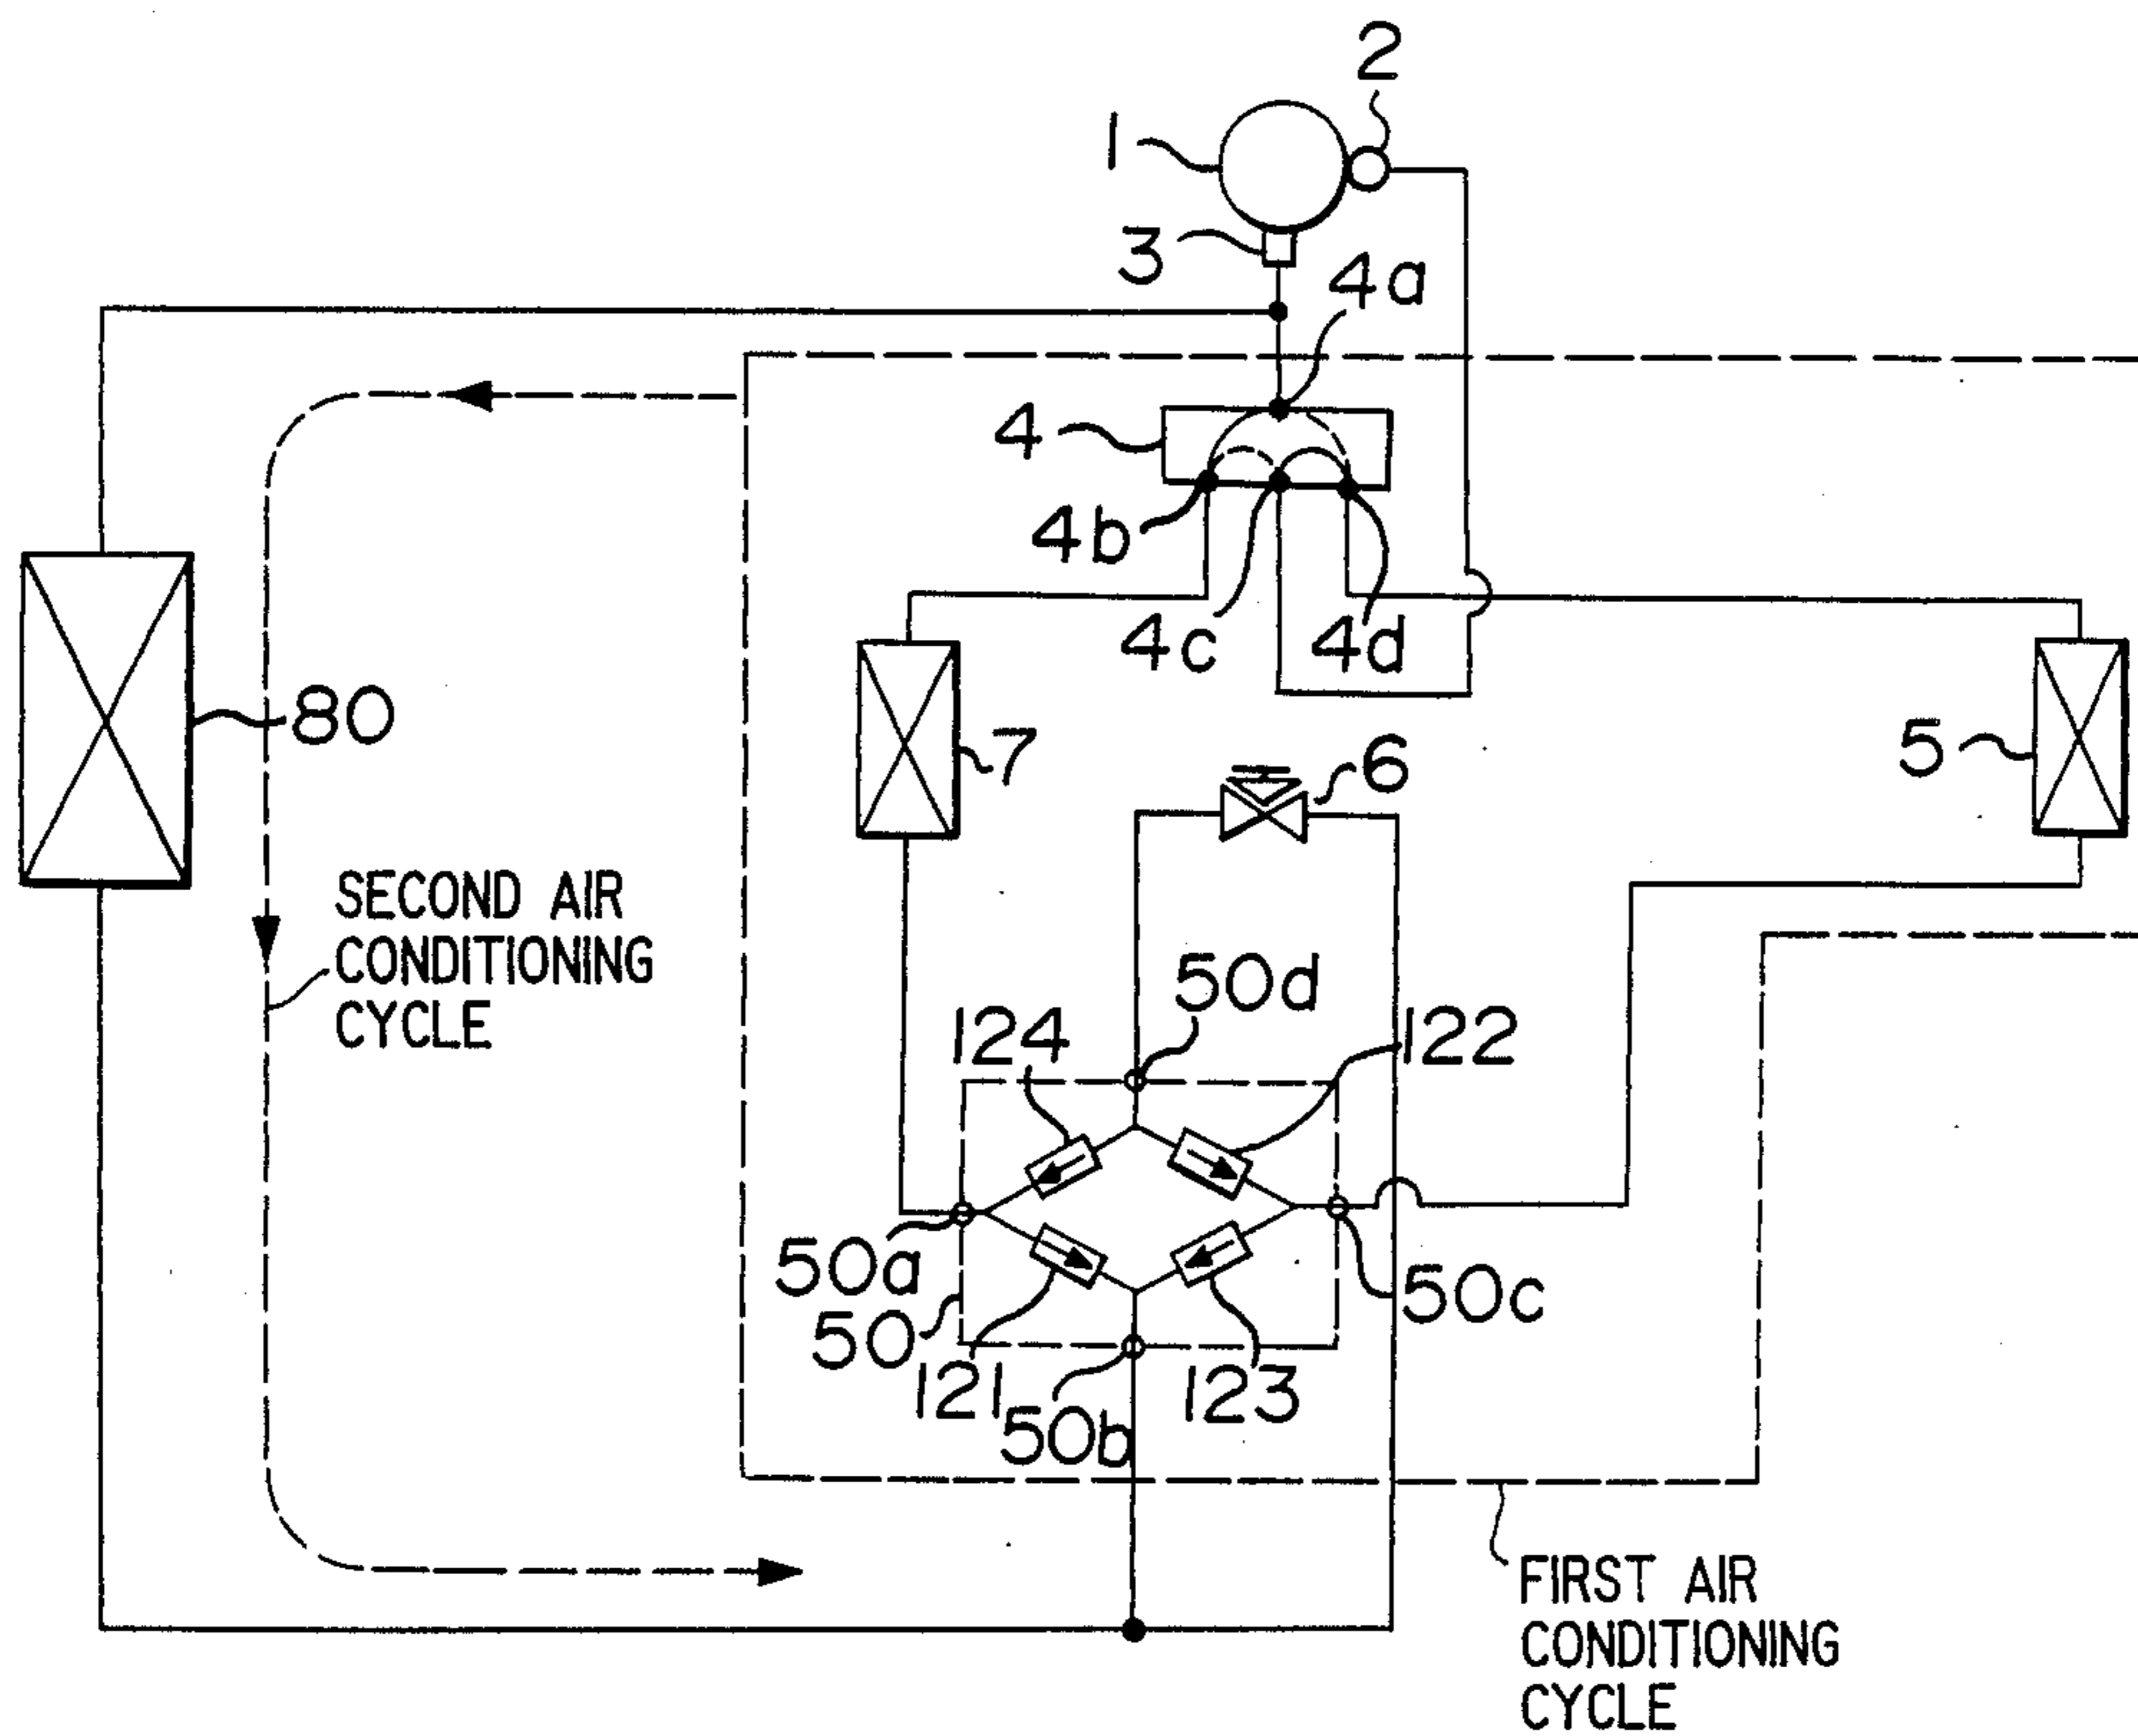 2
1
3
4a
4
4b
4c
4d
80
7
6
5
SECOND AIR
CONDITIONING
CYCLE
50d
124
122
50a
50c
50
121
123
50b
FIRST AIR
CONDITIONING
CYCLE